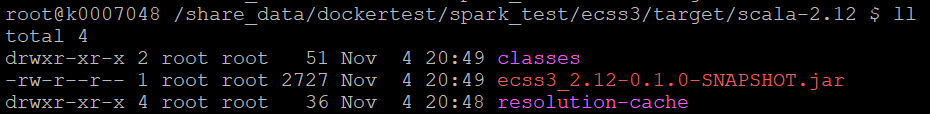 root@k0007048 /share_data/dockertest/spark_test/ecss3/target/scala-2.12 $ ll
total 4
drwxr-xr-x 2 root root   51 Nov  4 20:49 classes
-rw-r--r-- 1 root root 2727 Nov  4 20:49 ecss3_2.12-0.1.0-SNAPSHOT.jar
drwxr-xr-x 4 root root   36 Nov  4 20:48 resolution-cache